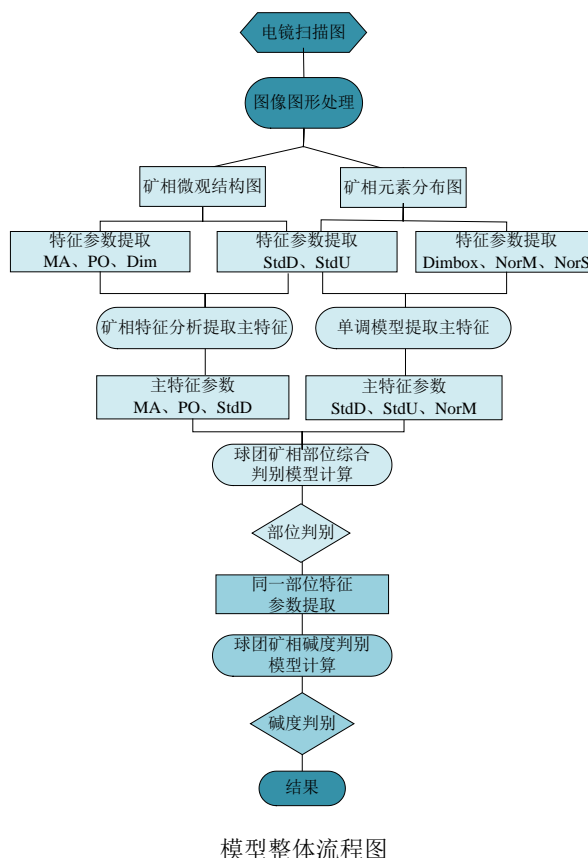 电镜扫描图
图像图形处理
矿相微观结构图
矿相元素分布图
特征参数提取
MA、PO、Dim
特征参数提取
StdD、StdU
特征参数提取
Dimbox、NorM、NorS
矿相特征分析提取主特征
单调模型提取主特征
主特征参数
MA、PO、StdD
主特征参数
StdD、StdU、NorM
球团矿相部位综合
判别模型计算
部位判别
同一部位特征
参数提取
球团矿相碱度判别
模型计算
碱度判别
结果
模型整体流程图